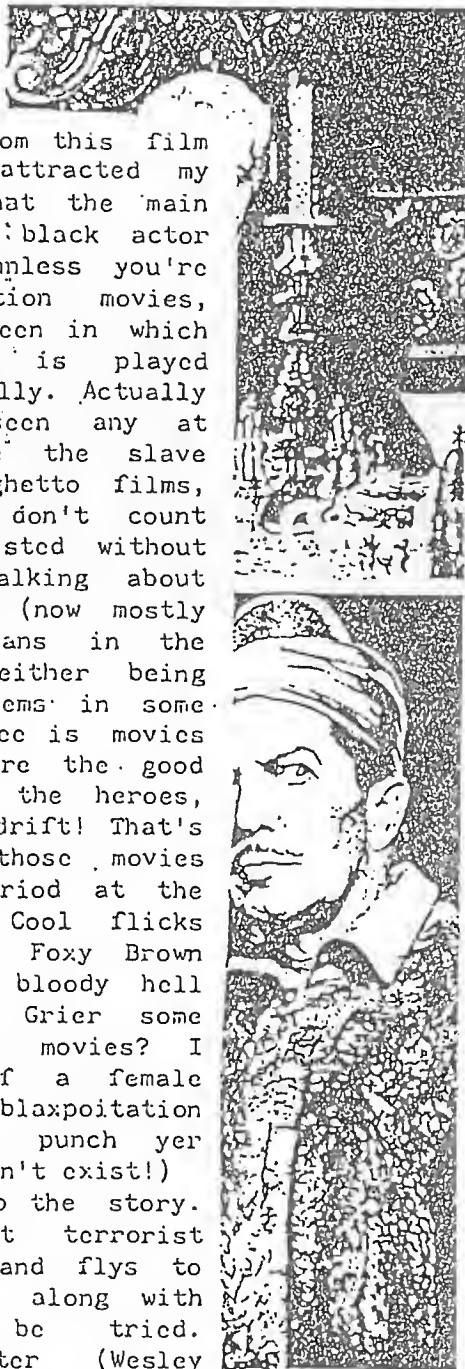 om this film
attracted my
hat the main
black actor
unless you're
tion movies,
een in which
is played
lly. Actually
seen any at
the slave
ghetto films,
don't count
sted without
alking about
(now mostly
ans in the
either being
ems in some
ce is movies
re the good
the heroes,
drift! That's
those movies
riod at the
Cool flicks
Foxy Brown
bloody hell
Grier some
movies? I
f a female
blaxpoitation
punch yer
n't exist!)
o the story.
t terrorist
and flys to
along with
be tried.
ter (Wesley